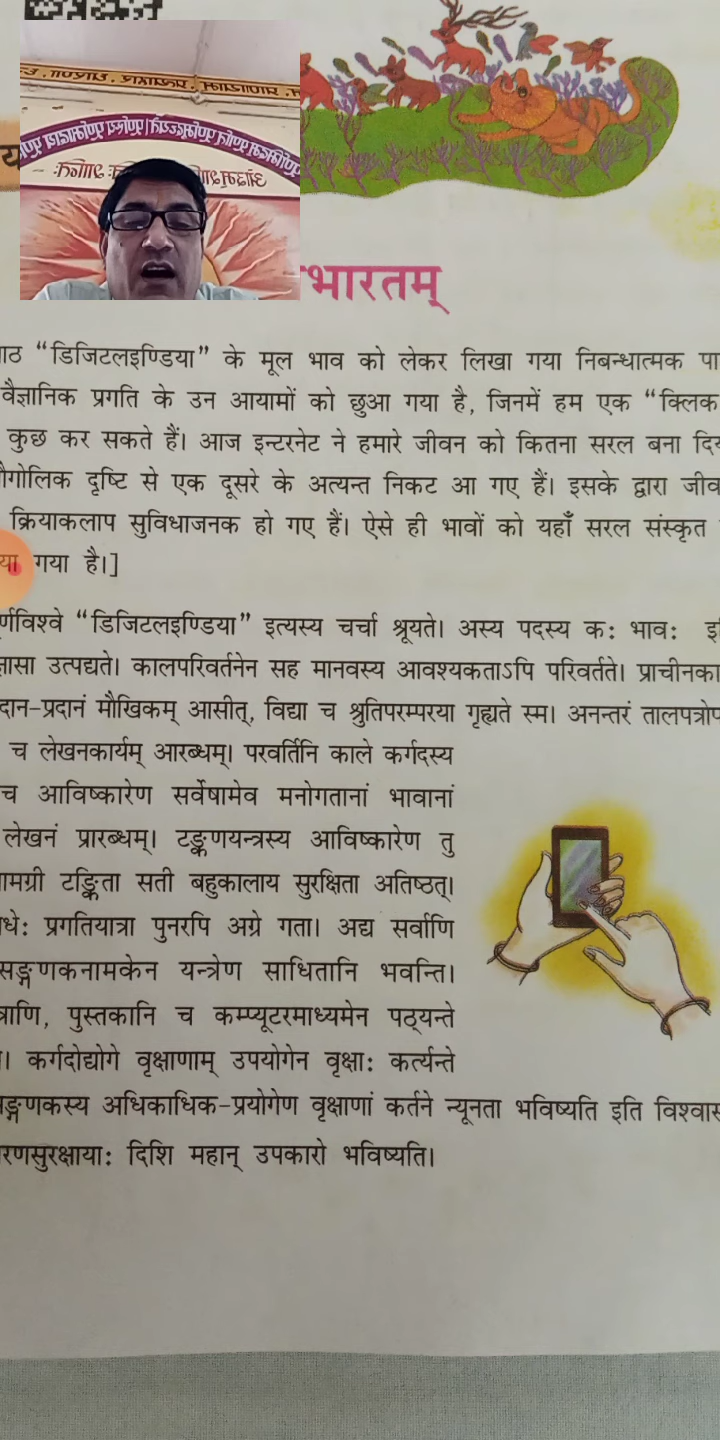 य
भारतम्
पाठ “डिजिटलइण्डिया” के मूल भाव को लेकर लिखा गया निबन्धात्मक पा
वैज्ञानिक प्रगति के उन आयामों को छुआ गया है, जिनमें हम एक “क्लिक
कुछ कर सकते हैं। आज इन्टरनेट ने हमारे जीवन को कितना सरल बना दिय
भौगोलिक दृष्टि से एक दूसरे के अत्यन्त निकट आ गए हैं। इसके द्वारा जीव
क्रियाकलाप सुविधाजनक हो गए हैं। ऐसे ही भावों को यहाँ सरल संस्कृत
या गया है।]
र्णविश्वे “डिजिटलइण्डिया” इत्यस्य चर्चा श्रूयते। अस्य पदस्य कः भावः इ
ज्ञासा उत्पद्यते। कालपरिवर्तनेन सह मानवस्य आवश्यकताऽपि परिवर्तते। प्राचीनका
दान-प्रदानं मौखिकम् आसीत्, विद्या च श्रुतिपरम्परया गृह्यते स्म। अनन्तरं तालपत्रोप
च लेखनकार्यम् आरब्धम्। परवर्तिनि काले कर्गदस्य
च आविष्कारेण सर्वेषामेव मनोगतानां भावानां
लेखनं प्रारब्धम्। टङ्कणयन्त्रस्य आविष्कारेण तु
ामग्री टङ्किता सती बहुकालाय सुरक्षिता अतिष्ठत्।
धेः प्रगतियात्रा पुनरपि अग्रे गता। अद्य सर्वाणि
सङ्गणकनामकेन यन्त्रेण साधितानि भवन्ति।
त्राणि, पुस्तकानि च कम्प्यूटरमाध्यमेन पठ्यन्ते
। कर्गदोद्योगे वृक्षाणाम् उपयोगेन वृक्षाः कर्त्यन्ते
ङ्गणकस्य अधिकाधिक-प्रयोगेण वृक्षाणां कर्तने न्यूनता भविष्यति इति विश्वास
रणसुरक्षायाः दिशि महान् उपकारो भविष्यति।